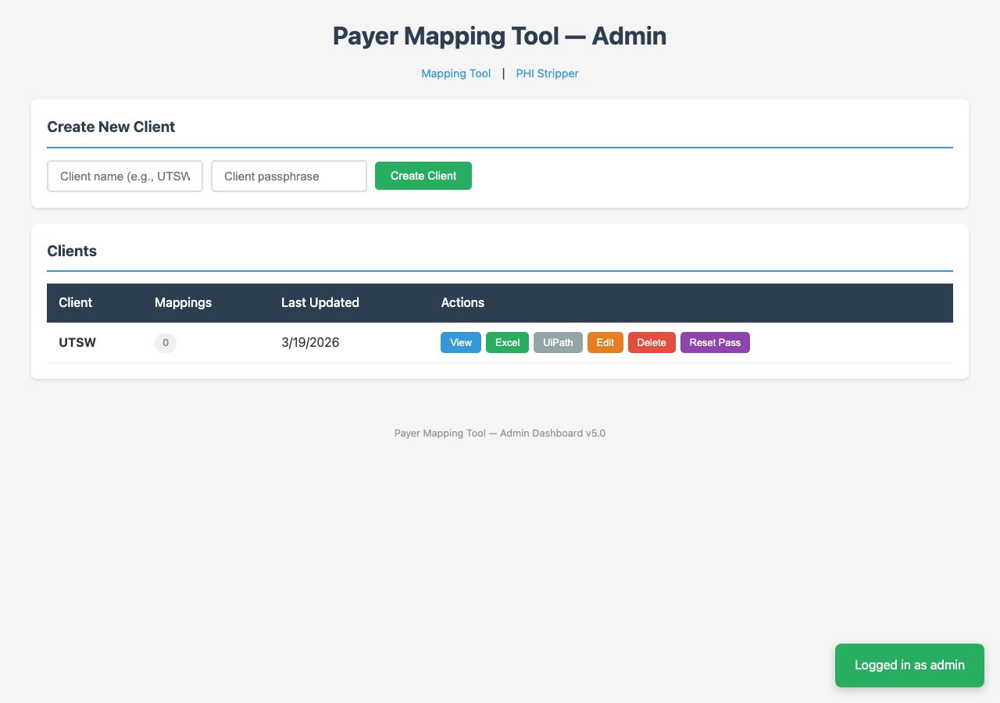 Payer Mapping Tool — Admin
Mapping Tool | PHI Stripper
Create New Client
Client name (e.g., UTSW Client passphrase Create Client
Clients
Client Mappings Last Updated Actions
UTSW 0 3/19/2026 View Excel UiPath Edit Delete Reset Pass
Payer Mapping Tool — Admin Dashboard v5.0
Logged in as admin